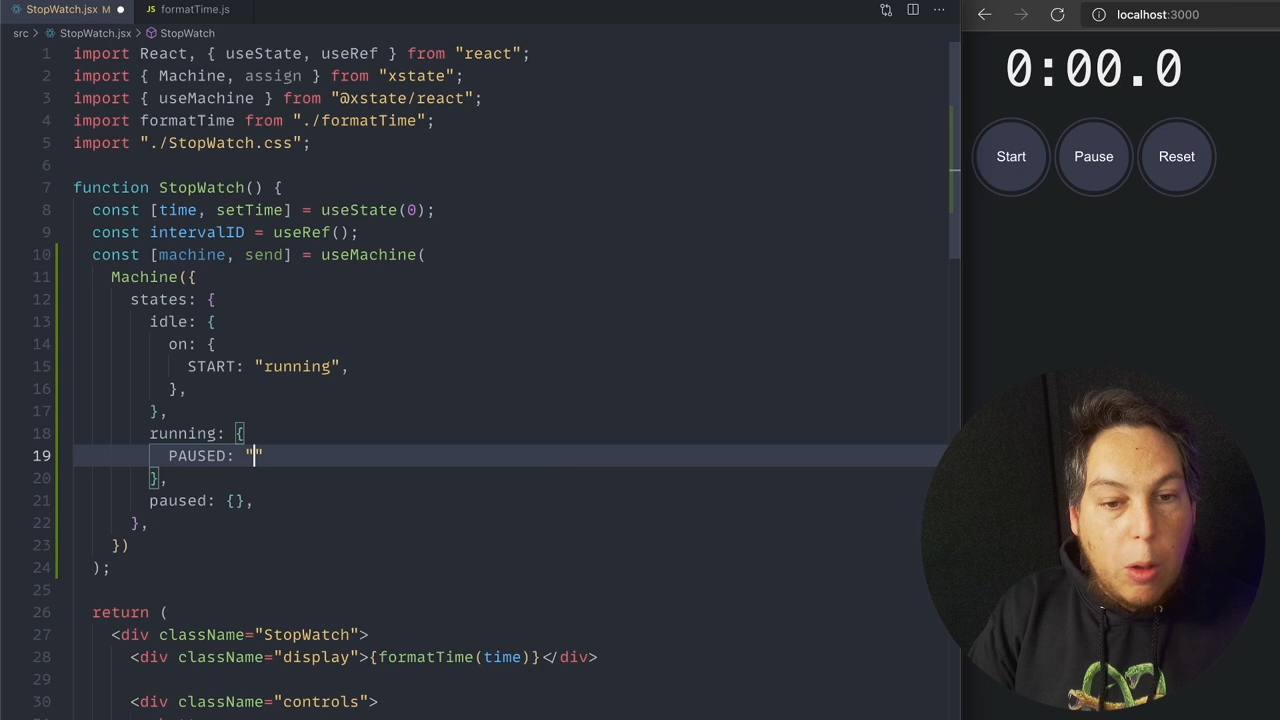 StopWatch.jsx M
JS formatTime.js
src > StopWatch.jsx > StopWatch
1 import React, { useState, useRef } from "react";
2 import { Machine, assign } from "xstate";
3 import { useMachine } from "@xstate/react";
4 import formatTime from "./formatTime";
5 import "./StopWatch.css";
6
7 function StopWatch() {
8 const [time, setTime] = useState(0);
9 const intervalID = useRef();
10 const [machine, send] = useMachine(
11 Machine({
12 states: {
13 idle: {
14 on: {
15 START: "running",
16 },
17 },
18 running: {
19 PAUSED: ""
20 },
21 paused: {},
22 },
23 })
24 );
25
26 return (
27 <div className="StopWatch">
28 <div className="display">{formatTime(time)}</div>
29
30 <div className="controls">
localhost:3000
0:00.0
Start
Pause
Reset